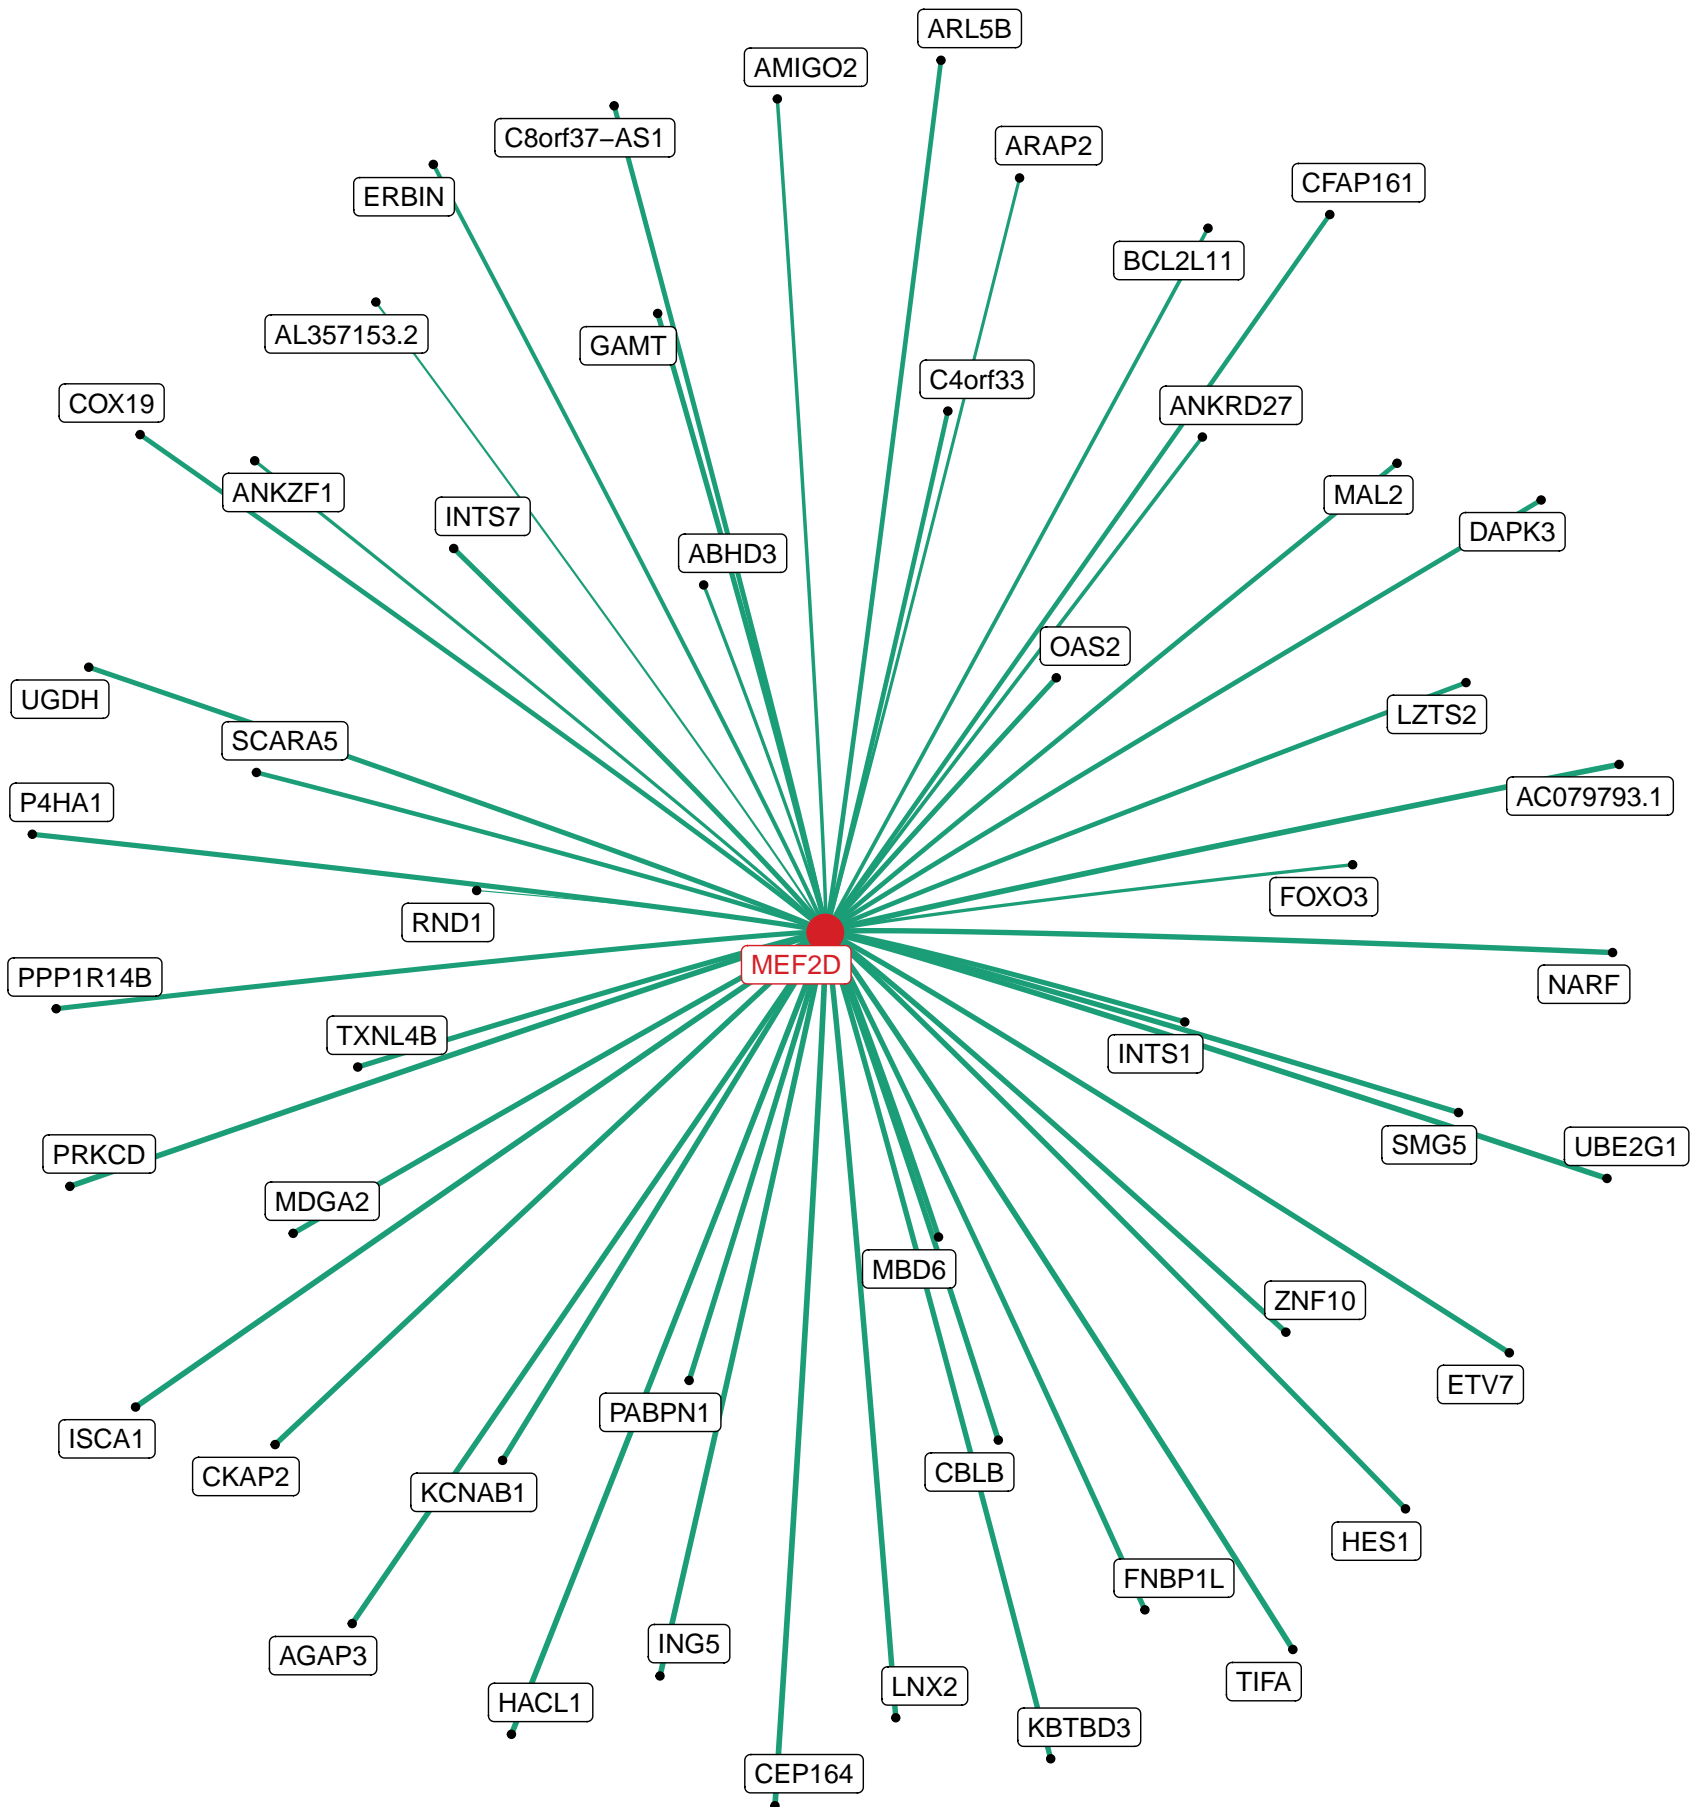 ARL5B
AMIGO2
C8orf37−AS1
ARAP2
CFAP161
ERBIN
BCL2L11
AL357153.2
GAMT
C4orf33
COX19
ANKRD27
ANKZF1
MAL2
INTS7
DAPK3
ABHD3
OAS2
UGDH
LZTS2
SCARA5
AC079793.1
P4HA1
FOXO3
RND1
MEF2D
PPP1R14B
NARF
TXNL4B
INTS1
SMG5
UBE2G1
PRKCD
MDGA2
MBD6
ZNF10
ETV7
PABPN1
ISCA1
CBLB
CKAP2
KCNAB1
HES1
FNBP1L
ING5
AGAP3
TIFA
LNX2
HACL1
KBTBD3
CEP164